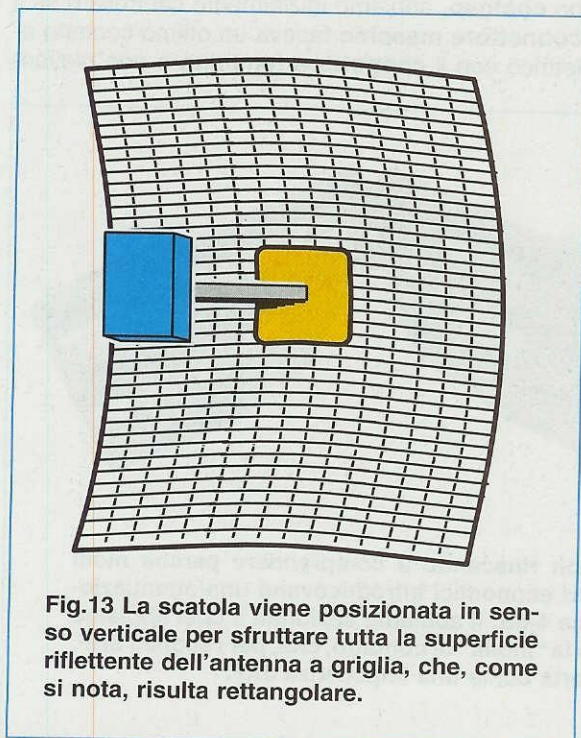 Fig.13 La scatola viene posizionata in sen-
so verticale per sfruttare tutta la superficie
riflettente dell'antenna a griglia, che, come
si nota, risulta rettangolare.